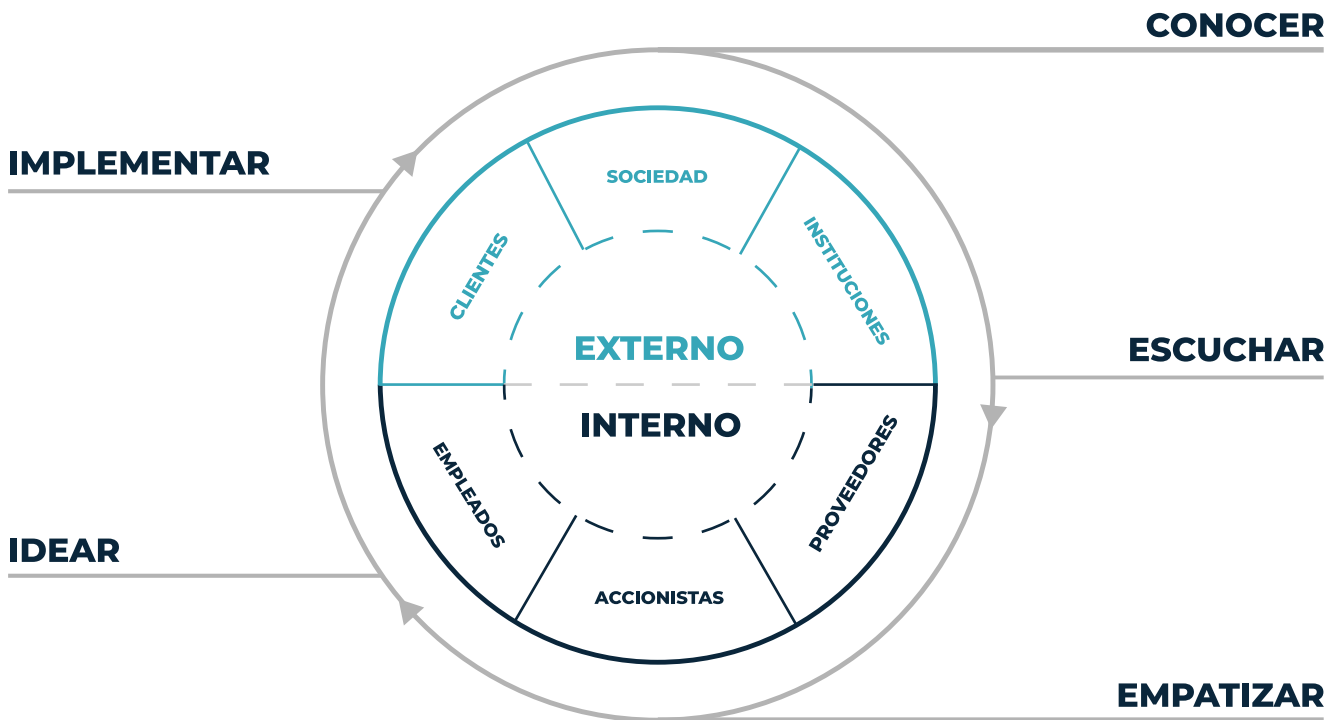 CONOCER
IMPLEMENTAR
SOCIEDAD
CLIENTES
INSTITUCIONES
EXTERNO
ESCUCHAR
INTERNO
EMPLEADOS
PROVEEDORES
IDEAR
ACCIONISTAS
EMPATIZAR